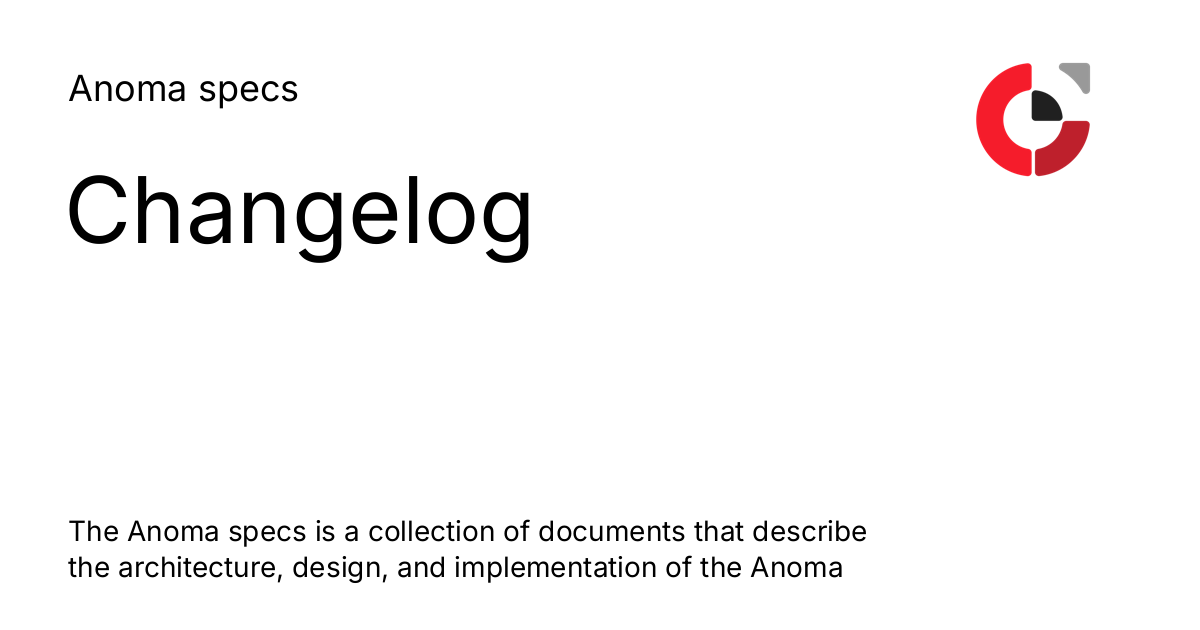 Anoma specs
Changelog
The Anoma specs is a collection of documents that describe
the architecture, design, and implementation of the Anoma